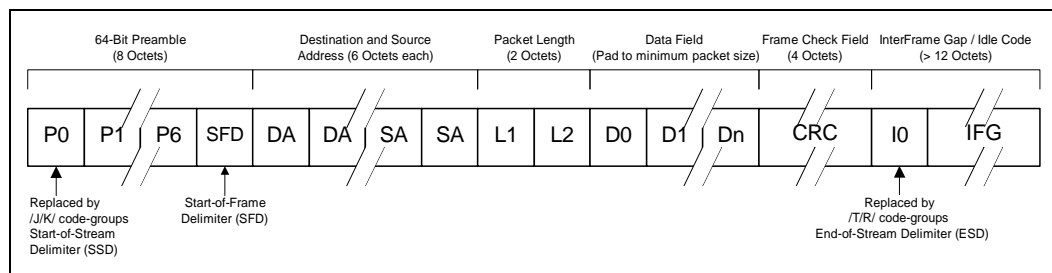 64-Bit Preamble
(8 Octets)
Destination and Source
Address (6 Octets each)
Packet Length
(2 Octets)
Data Field
(Pad to minimum packet size)
Frame Check Field
(4 Octets)
InterFrame Gap / Idle Code
(> 12 Octets)
P0 P1 P6 SFD DA DA SA SA L1 L2 D0 D1 Dn CRC I0 IFG
Replaced by
/J/K/ code-groups
Start-of-Stream
Delimiter (SSD)
Start-of-Frame
Delimiter (SFD)
Replaced by
/T/R/ code-groups
End-of-Stream Delimiter (ESD)